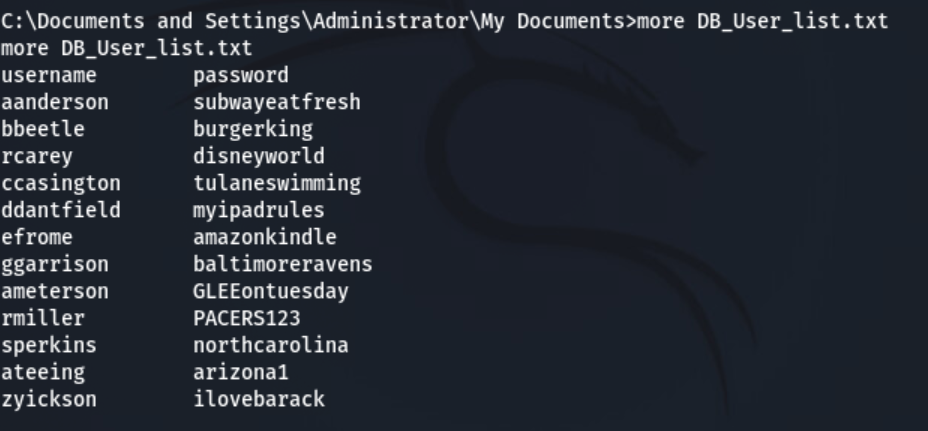 C:\Documents and Settings\Administrator\My Documents>more DB_User_list.txt
more DB_User_list.txt
username        password
aanderson       subwayeatfresh
bbeetle         burgerking
rcarey          disneyworld
ccasington      tulaneswimming
ddantfield      myipadrules
efrome          amazonkindle
ggarrison       baltimoreravens
ameterson       GLEEontuesday
rmiller         PACERS123
sperkins        northcarolina
ateeing         arizona1
zyickson        ilovebarack